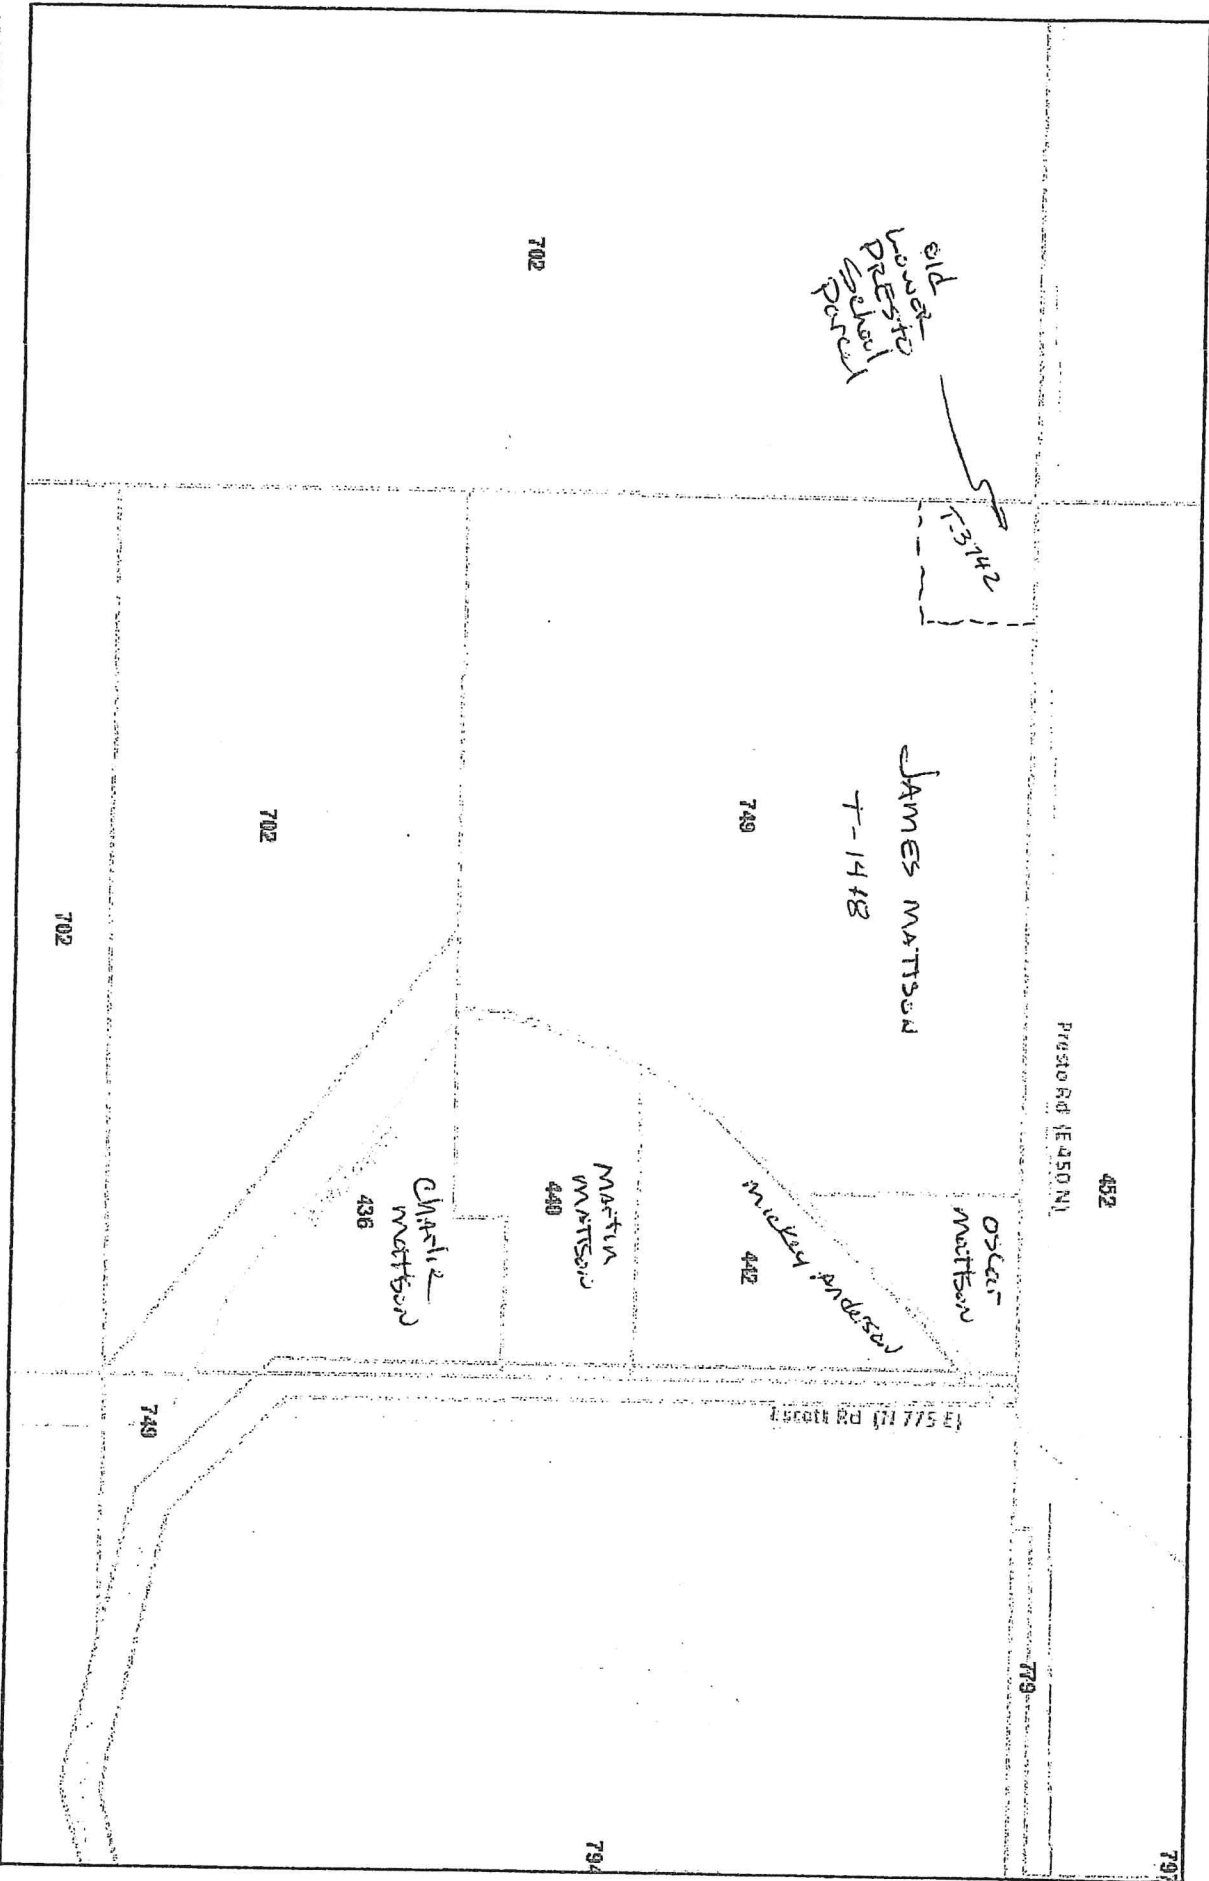 452
797
Presto Rd (E 450 N)
779
old
Lower
PRESTO
School
Parcel
T-3742
JAMES MATTSON
T-1418
749
Oscar
Mattson
Mickey Anderson
442
Escott Rd (N 775 E)
Martin
Mattson
440
Charlie
Mattson
436
702
702
702
749
794